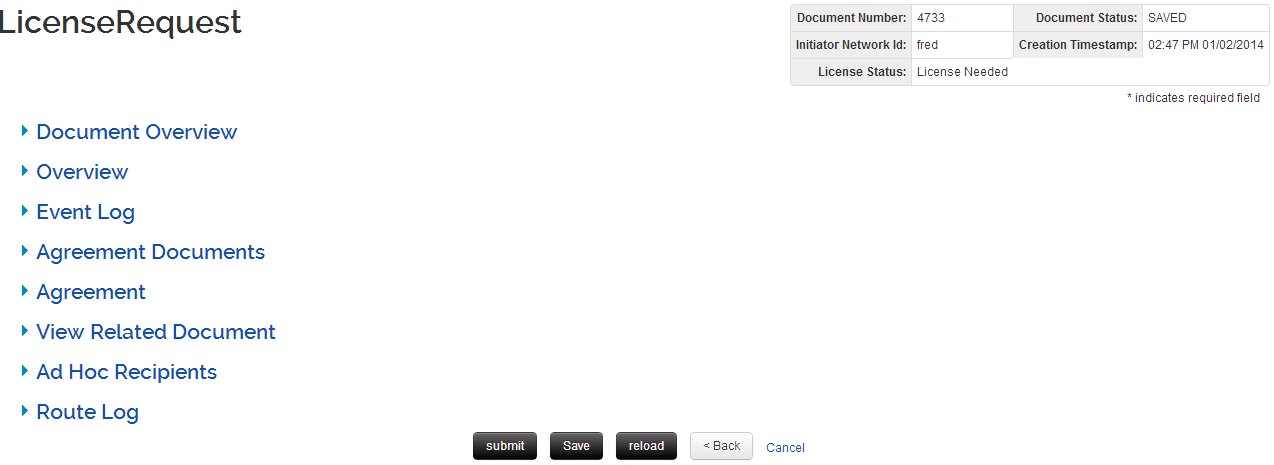 LicenseRequest
Document Number: 4733 Document Status: SAVED
Initiator Network Id: fred Creation Timestamp: 02:47 PM 01/02/2014
License Status: License Needed
* indicates required field
Document Overview
Overview
Event Log
Agreement Documents
Agreement
View Related Document
Ad Hoc Recipients
Route Log
submit Save reload < Back Cancel